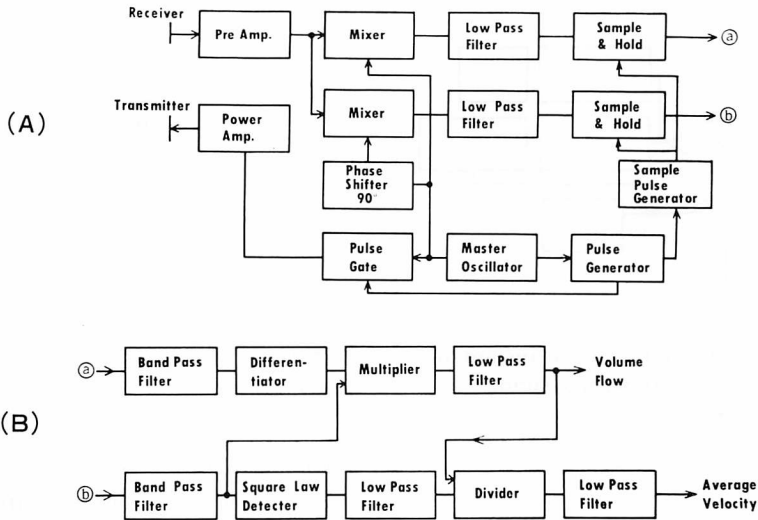 Receiver
Pre Amp.
Mixer
Low Pass
Filter
Sample
& Hold
ⓐ
(A)
Transmitter
Power
Amp.
Mixer
Low Pass
Filter
Sample
& Hold
ⓑ
Phase
Shifter
90°
Sample
Pulse
Generator
Pulse
Gate
Master
Oscillator
Pulse
Generator
(B)
ⓐ
Band Pass
Filter
Differen-
tiator
Multiplier
Low Pass
Filter
Volume
Flow
ⓑ
Band Pass
Filter
Square Law
Detecter
Low Pass
Filter
Divider
Low Pass
Filter
Average
Velocity